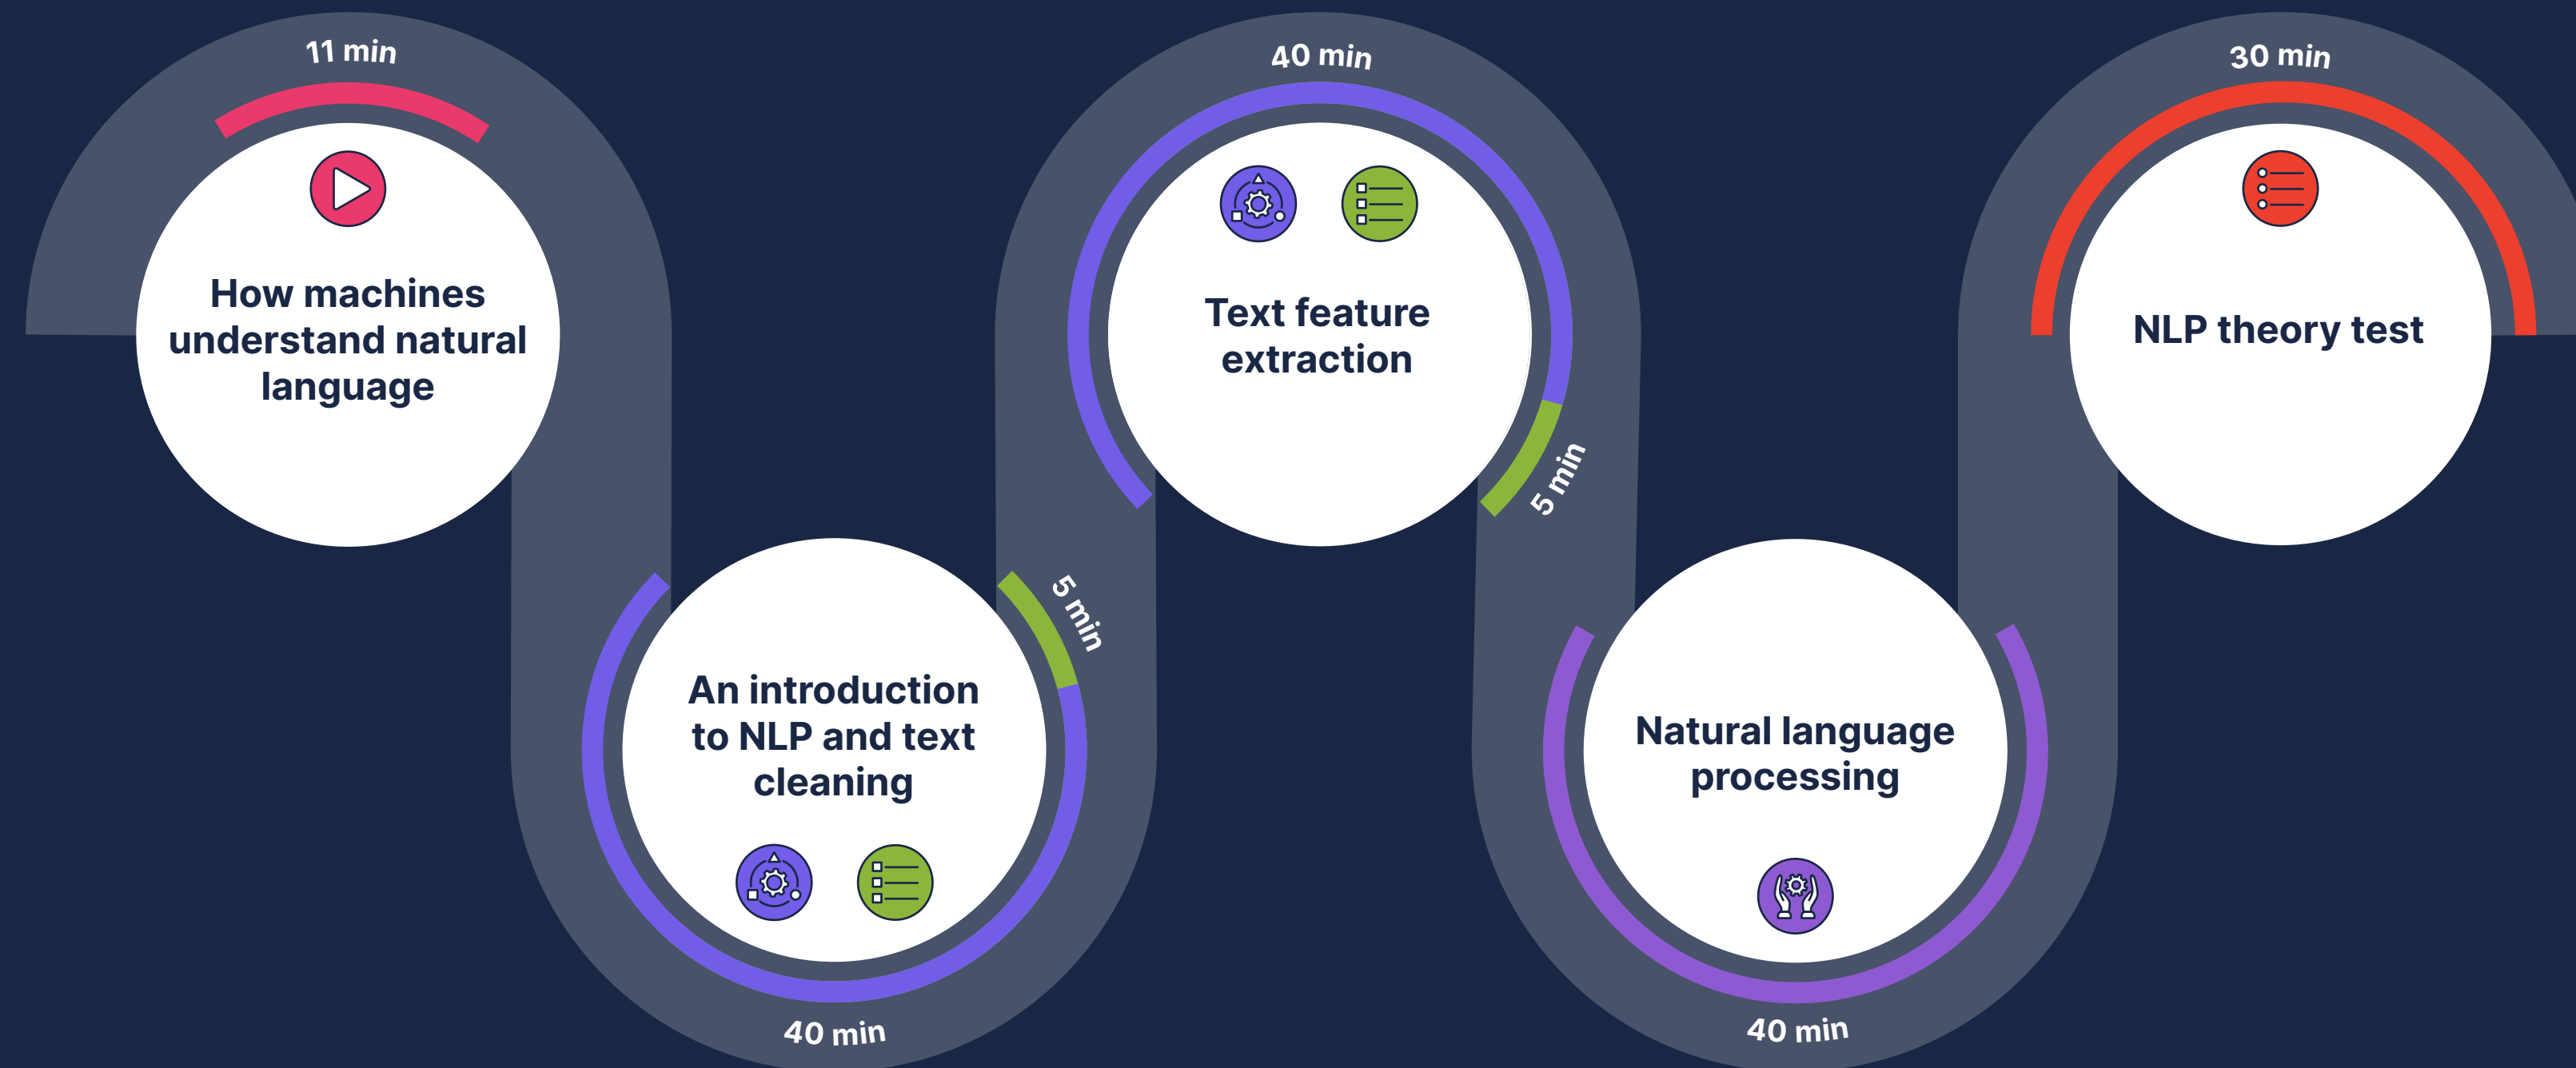 11 min
How machines
understand natural
language
An introduction
to NLP and text
cleaning
40 min
5 min
40 min
Text feature
extraction
5 min
Natural language
processing
40 min
30 min
NLP theory test